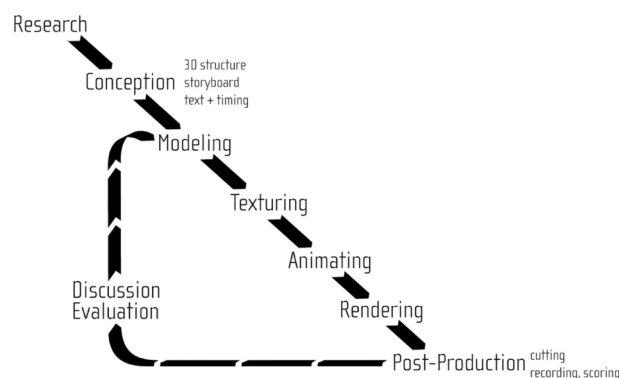 Research
Conception
3D structure
storyboard
text + timing
Modeling
Texturing
Animating
Discussion
Evaluation
Rendering
Post-Production
cutting
recording, scoring